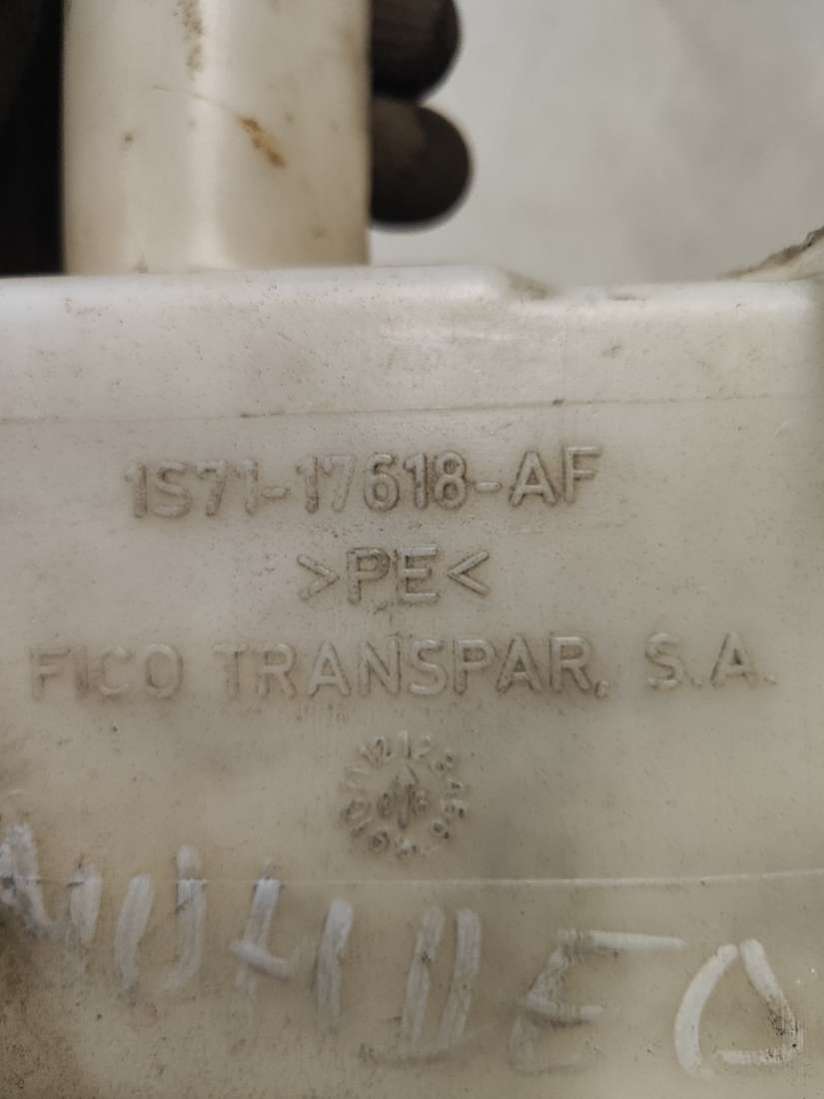 1S71-17618-AF
>PE<
FICO TRANSPAR, S.A.